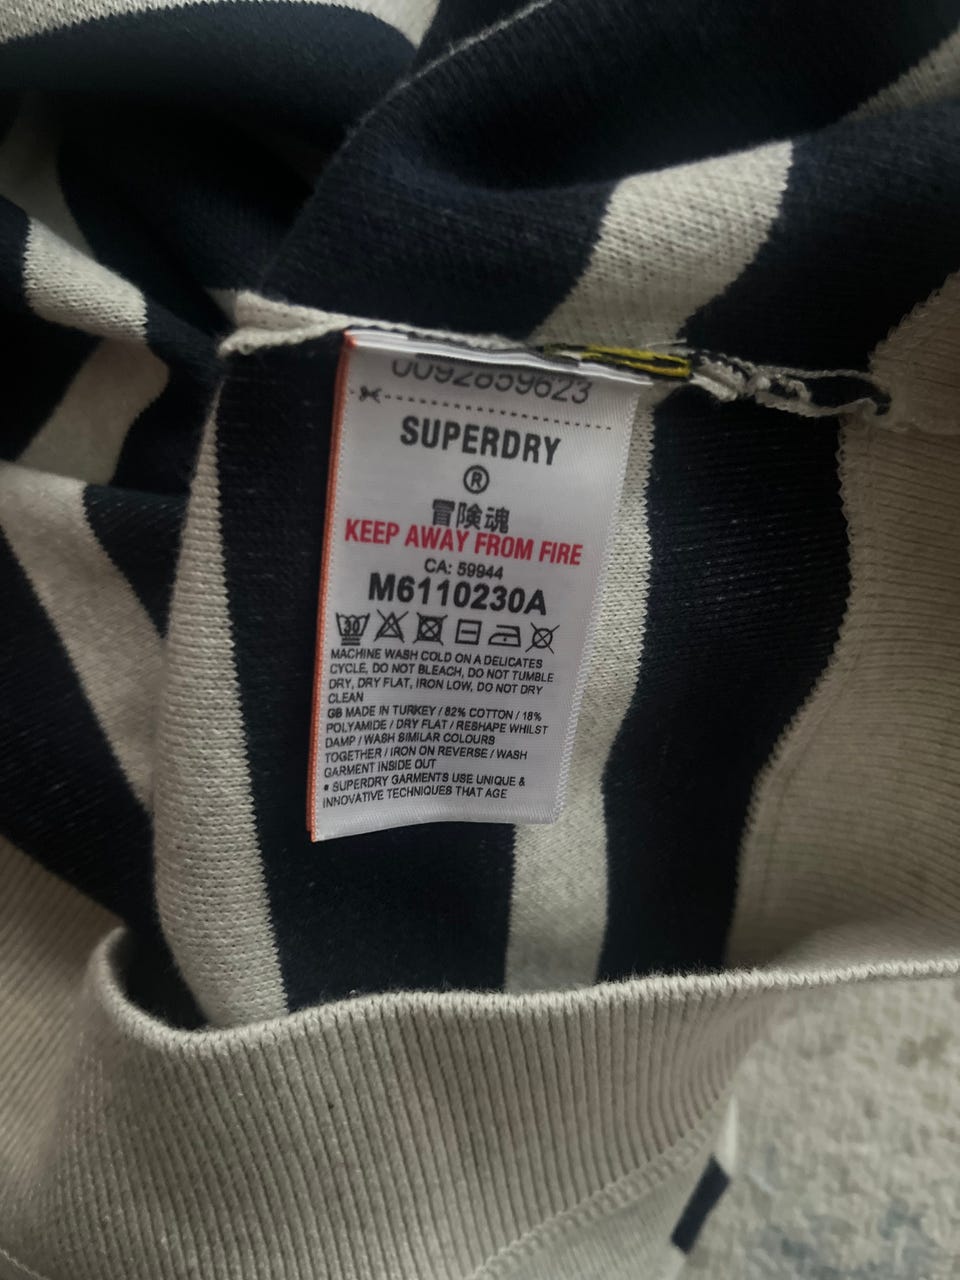 0092859623
SUPERDRY
®
冒険魂
KEEP AWAY FROM FIRE
CA: 59944
M6110230A
30
MACHINE WASH COLD ON A DELICATES
CYCLE, DO NOT BLEACH, DO NOT TUMBLE
DRY, DRY FLAT, IRON LOW, DO NOT DRY
CLEAN
GB MADE IN TURKEY / 82% COTTON / 18%
POLYAMIDE / DRY FLAT / RESHAPE WHILST
DAMP / WASH SIMILAR COLOURS
TOGETHER / IRON ON REVERSE / WASH
GARMENT INSIDE OUT
* SUPERDRY GARMENTS USE UNIQUE &
INNOVATIVE TECHNIQUES THAT AGE